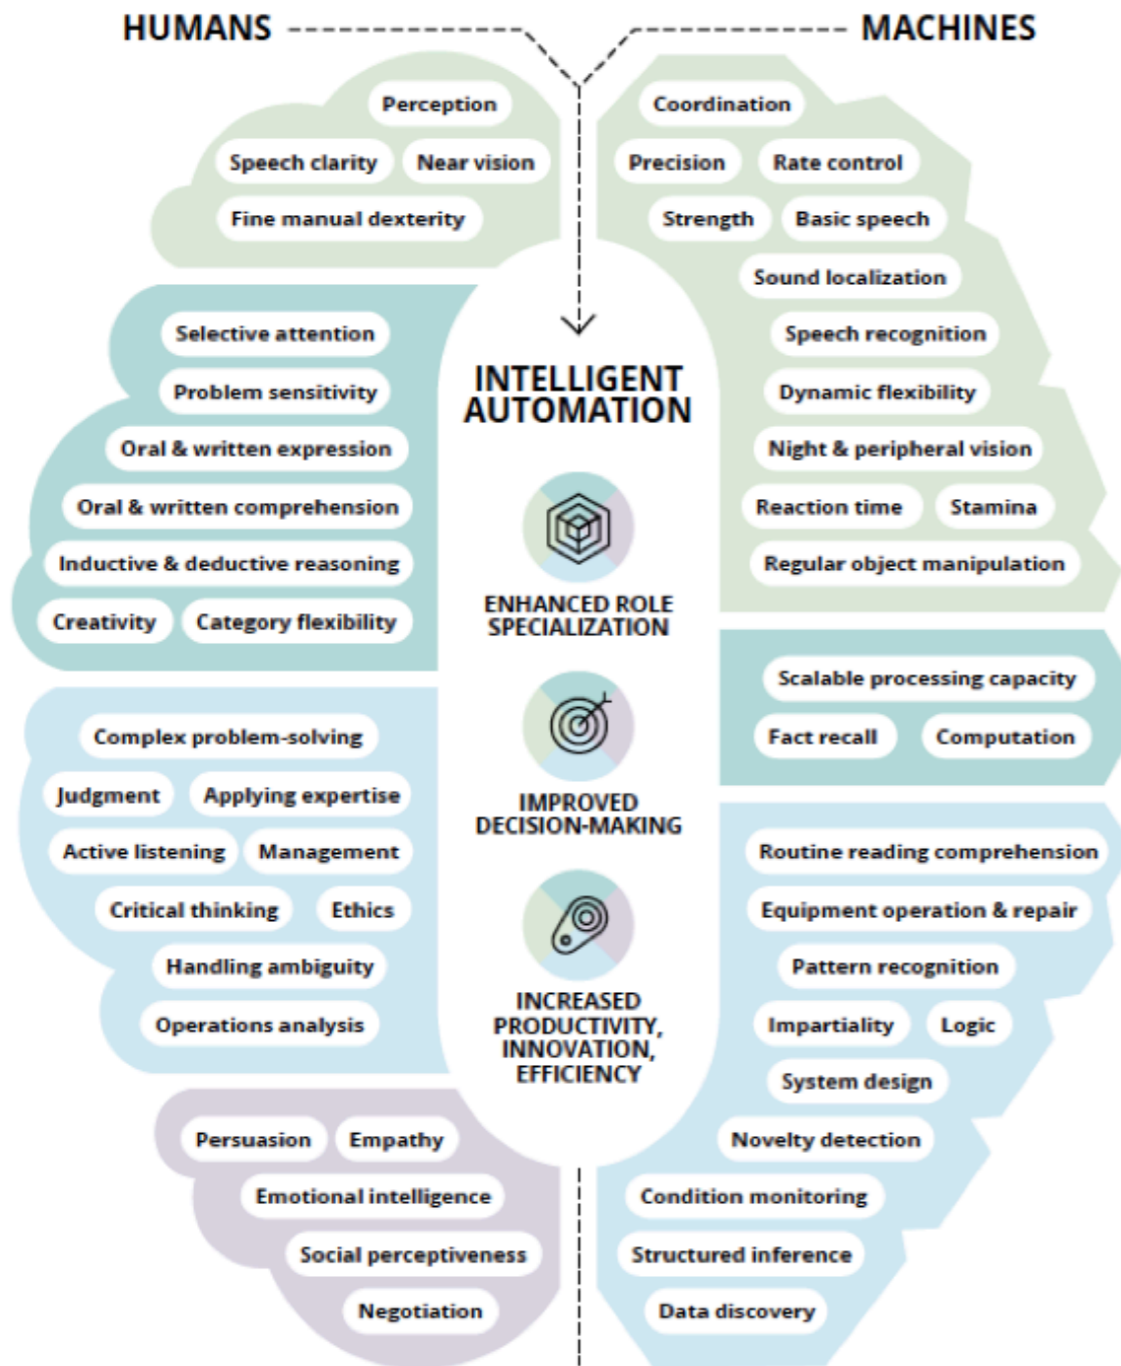 HUMANS
MACHINES
Perception
Speech clarity
Near vision
Fine manual dexterity
Selective attention
Problem sensitivity
Oral & written expression
Oral & written comprehension
Inductive & deductive reasoning
Creativity
Category flexibility
Complex problem-solving
Judgment
Applying expertise
Active listening
Management
Critical thinking
Ethics
Handling ambiguity
Operations analysis
Persuasion
Empathy
Emotional intelligence
Social perceptiveness
Negotiation
INTELLIGENT
AUTOMATION
ENHANCED ROLE
SPECIALIZATION
IMPROVED
DECISION-MAKING
INCREASED
PRODUCTIVITY,
INNOVATION,
EFFICIENCY
Coordination
Precision
Rate control
Strength
Basic speech
Sound localization
Speech recognition
Dynamic flexibility
Night & peripheral vision
Reaction time
Stamina
Regular object manipulation
Scalable processing capacity
Fact recall
Computation
Routine reading comprehension
Equipment operation & repair
Pattern recognition
Impartiality
Logic
System design
Novelty detection
Condition monitoring
Structured inference
Data discovery